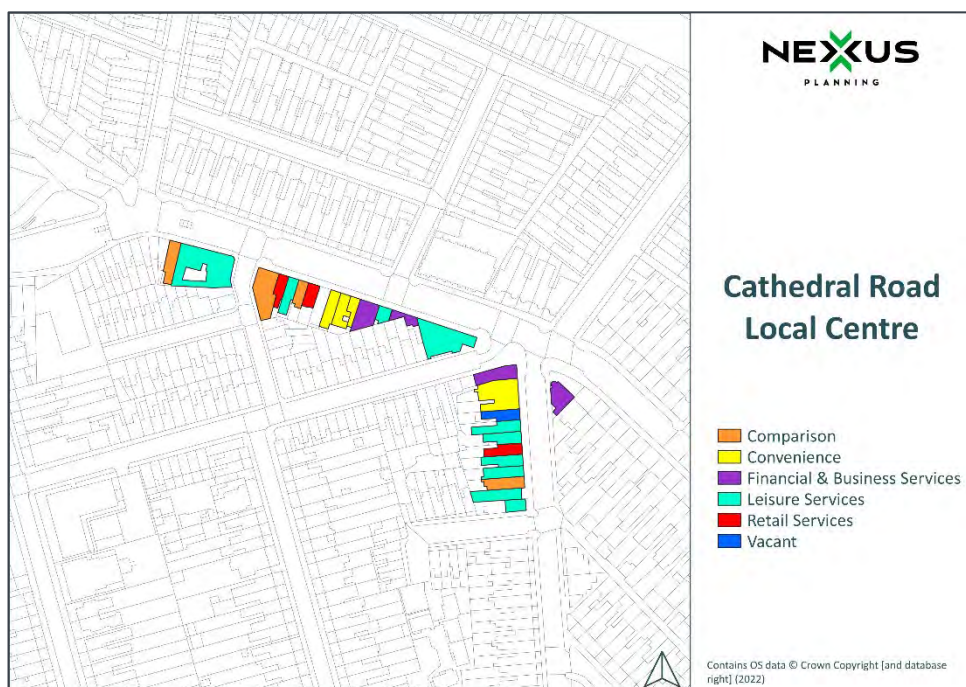 NEXUS
PLANNING
Cathedral Road
Local Centre
Comparison
Convenience
Financial & Business Services
Leisure Services
Retail Services
Vacant
Contains OS data © Crown Copyright [and database
right] (2022)